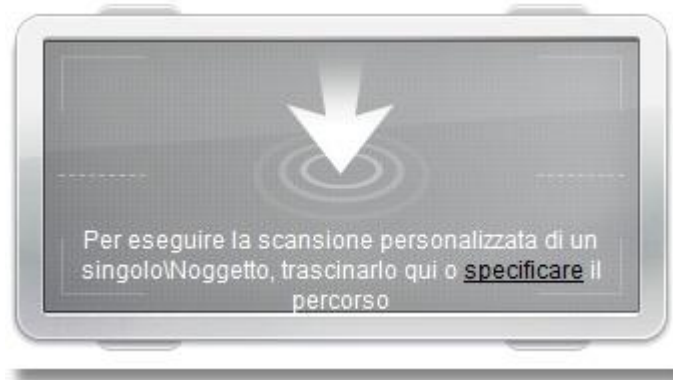 Per eseguire la scansione personalizzata di un
singolo\Noggetto, trascinarlo qui o specificare il
percorso